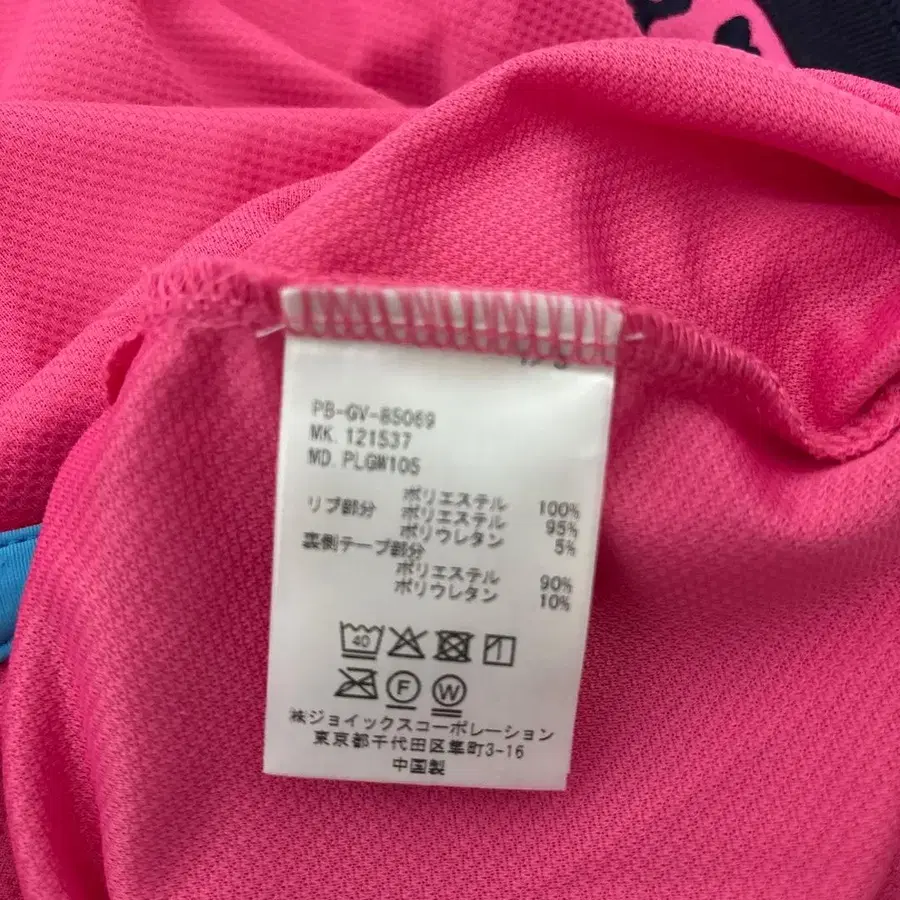 PB-GV-85069
MK. 121537
MD. PLGW105
ポリエステル 100%
リブ部分 ポリエステル 95%
ポリウレタン 5%
裏側テープ部分
ポリエステル 90%
ポリウレタン 10%
40
F W
㈱ジョイックスコーポレーション
東京都千代田区隼町3-16
中国製